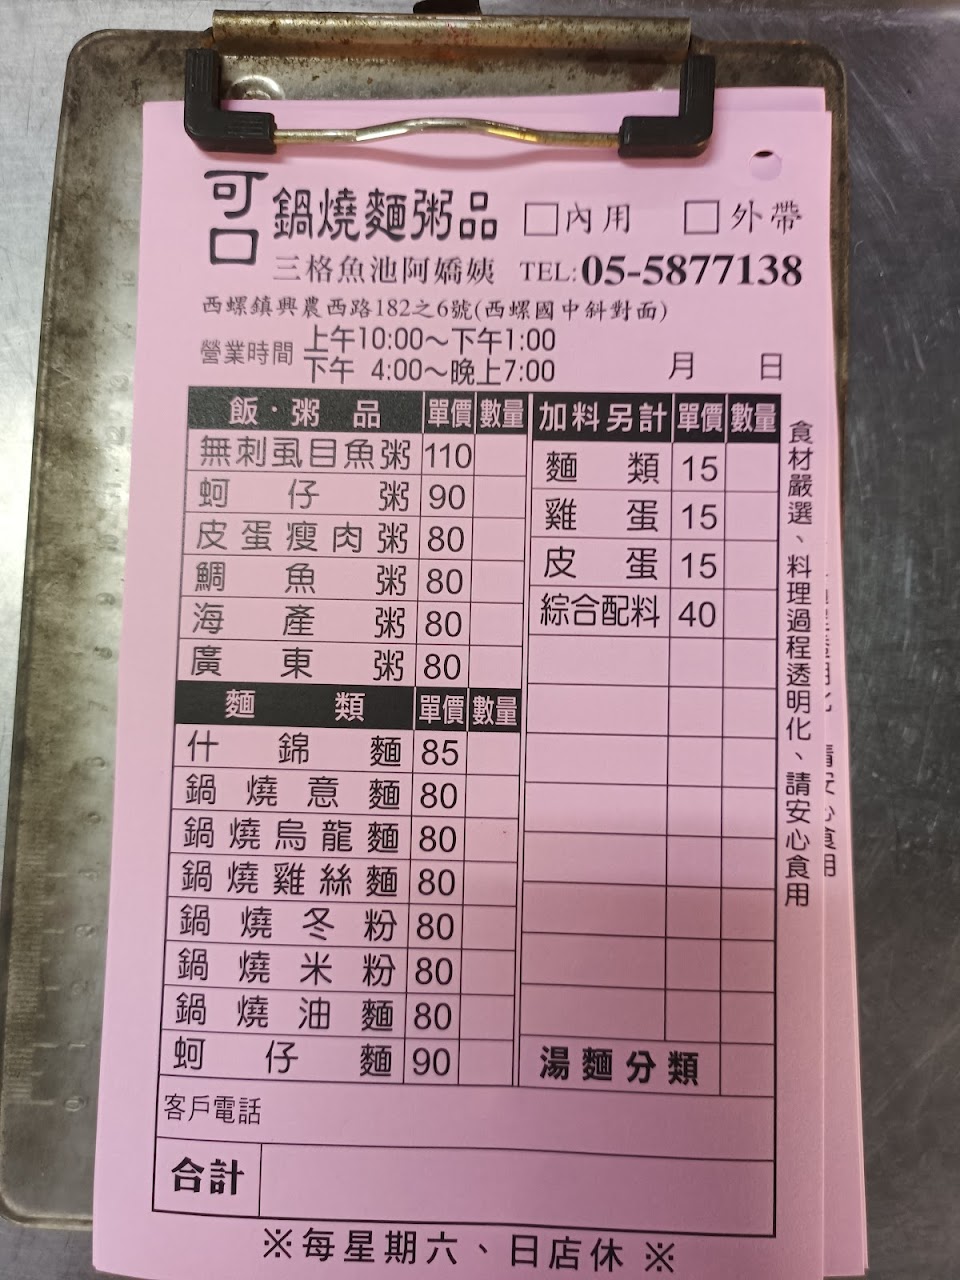 可口 鍋燒麵粥品 □內用 □外帶
三格魚池阿嬌姨 TEL:05-5877138
西螺鎮興農西路182之6號(西螺國中斜對面)
營業時間 上午10:00~下午1:00
下午 4:00~晚上7:00
月 日
飯·粥品 單價 數量
無刺虱目魚粥 110
蚵仔粥 90
皮蛋瘦肉粥 80
鯛魚粥 80
海產粥 80
廣東粥 80
麵類 單價 數量
什錦麵 85
鍋燒意麵 80
鍋燒烏龍麵 80
鍋燒雞絲麵 80
鍋燒冬粉 80
鍋燒米粉 80
鍋燒油麵 80
蚵仔麵 90
加料另計 單價 數量
麵類 15
雞蛋 15
皮蛋 15
綜合配料 40
湯麵分類
食材嚴選、料理過程透明化、請安心食用
客戶電話
合計
※每星期六、日店休※